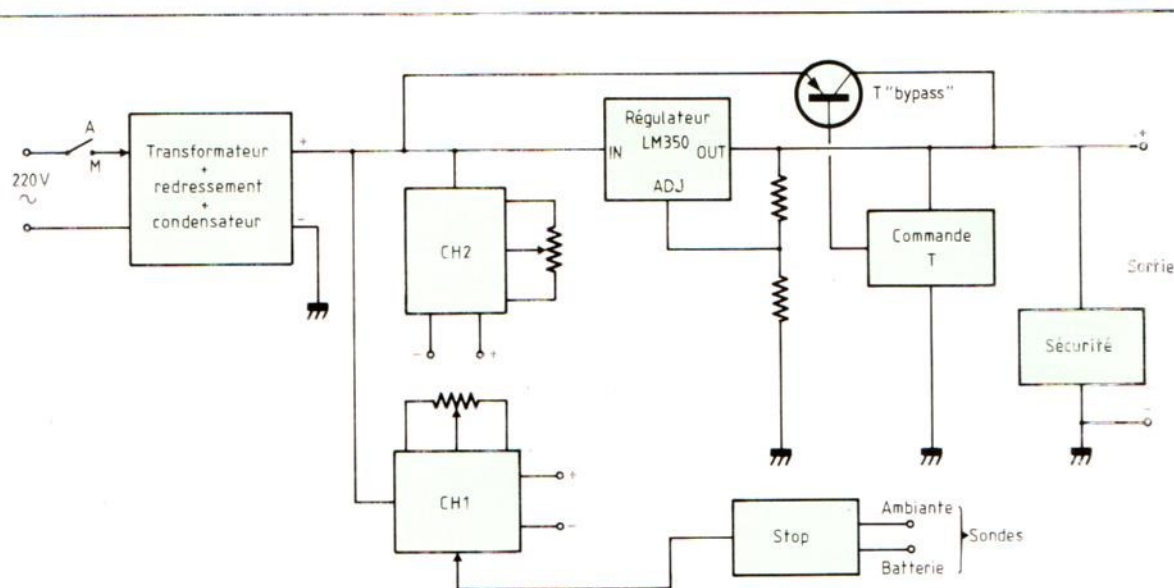 T "bypass"
A
M
220V
~
Transformateur
+
redressement
+
condensateur
+
-
Régulateur
LM350
IN
OUT
ADJ
CH2
-
+
Commande
T
+
Sortie
Sécurité
-
CH1
+
-
Stop
Ambiante
Batterie
Sondes